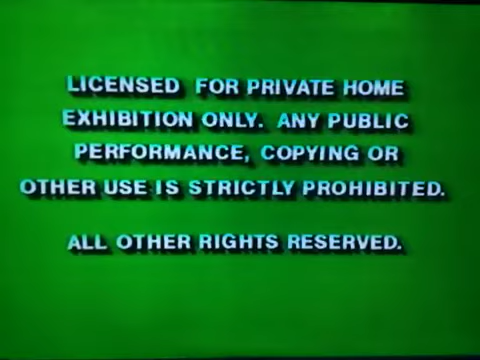 LICENSED FOR PRIVATE HOME
EXHIBITION ONLY. ANY PUBLIC
PERFORMANCE, COPYING OR
OTHER USE IS STRICTLY PROHIBITED.
ALL OTHER RIGHTS RESERVED.